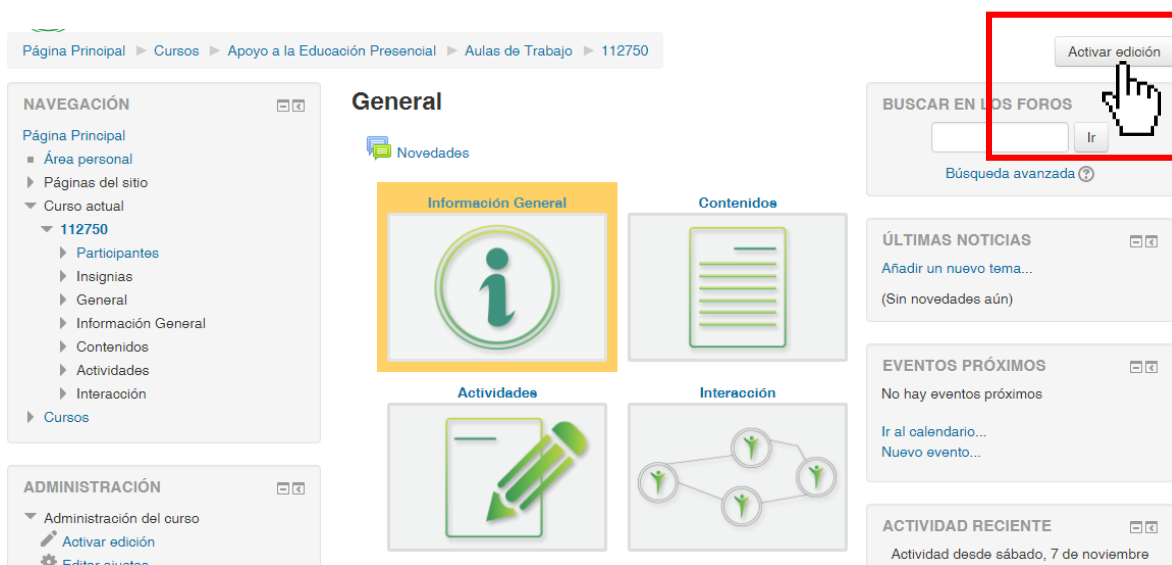 Página Principal ▶ Cursos ▶ Apoyo a la Educación Presencial ▶ Aulas de Trabajo ▶ 112750
Activar edición
NAVEGACIÓN
Página Principal
Área personal
Páginas del sitio
Curso actual
112750
Participantes
Insignias
General
Información General
Contenidos
Actividades
Interacción
Cursos
ADMINISTRACIÓN
Administración del curso
Activar edición
Editar ajustes
General
Novedades
Información General
Contenidos
Actividades
Interacción
BUSCAR EN LOS FOROS
Ir
Búsqueda avanzada
ÚLTIMAS NOTICIAS
Añadir un nuevo tema...
(Sin novedades aún)
EVENTOS PRÓXIMOS
No hay eventos próximos
Ir al calendario...
Nuevo evento...
ACTIVIDAD RECIENTE
Actividad desde sábado, 7 de noviembre